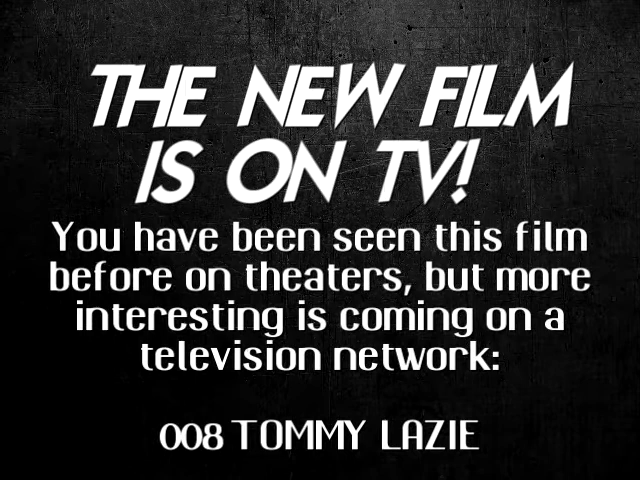 THE NEW FILM
IS ON TV!
You have been seen this film
before on theaters, but more
interesting is coming on a
television network:
008 TOMMY LAZIE